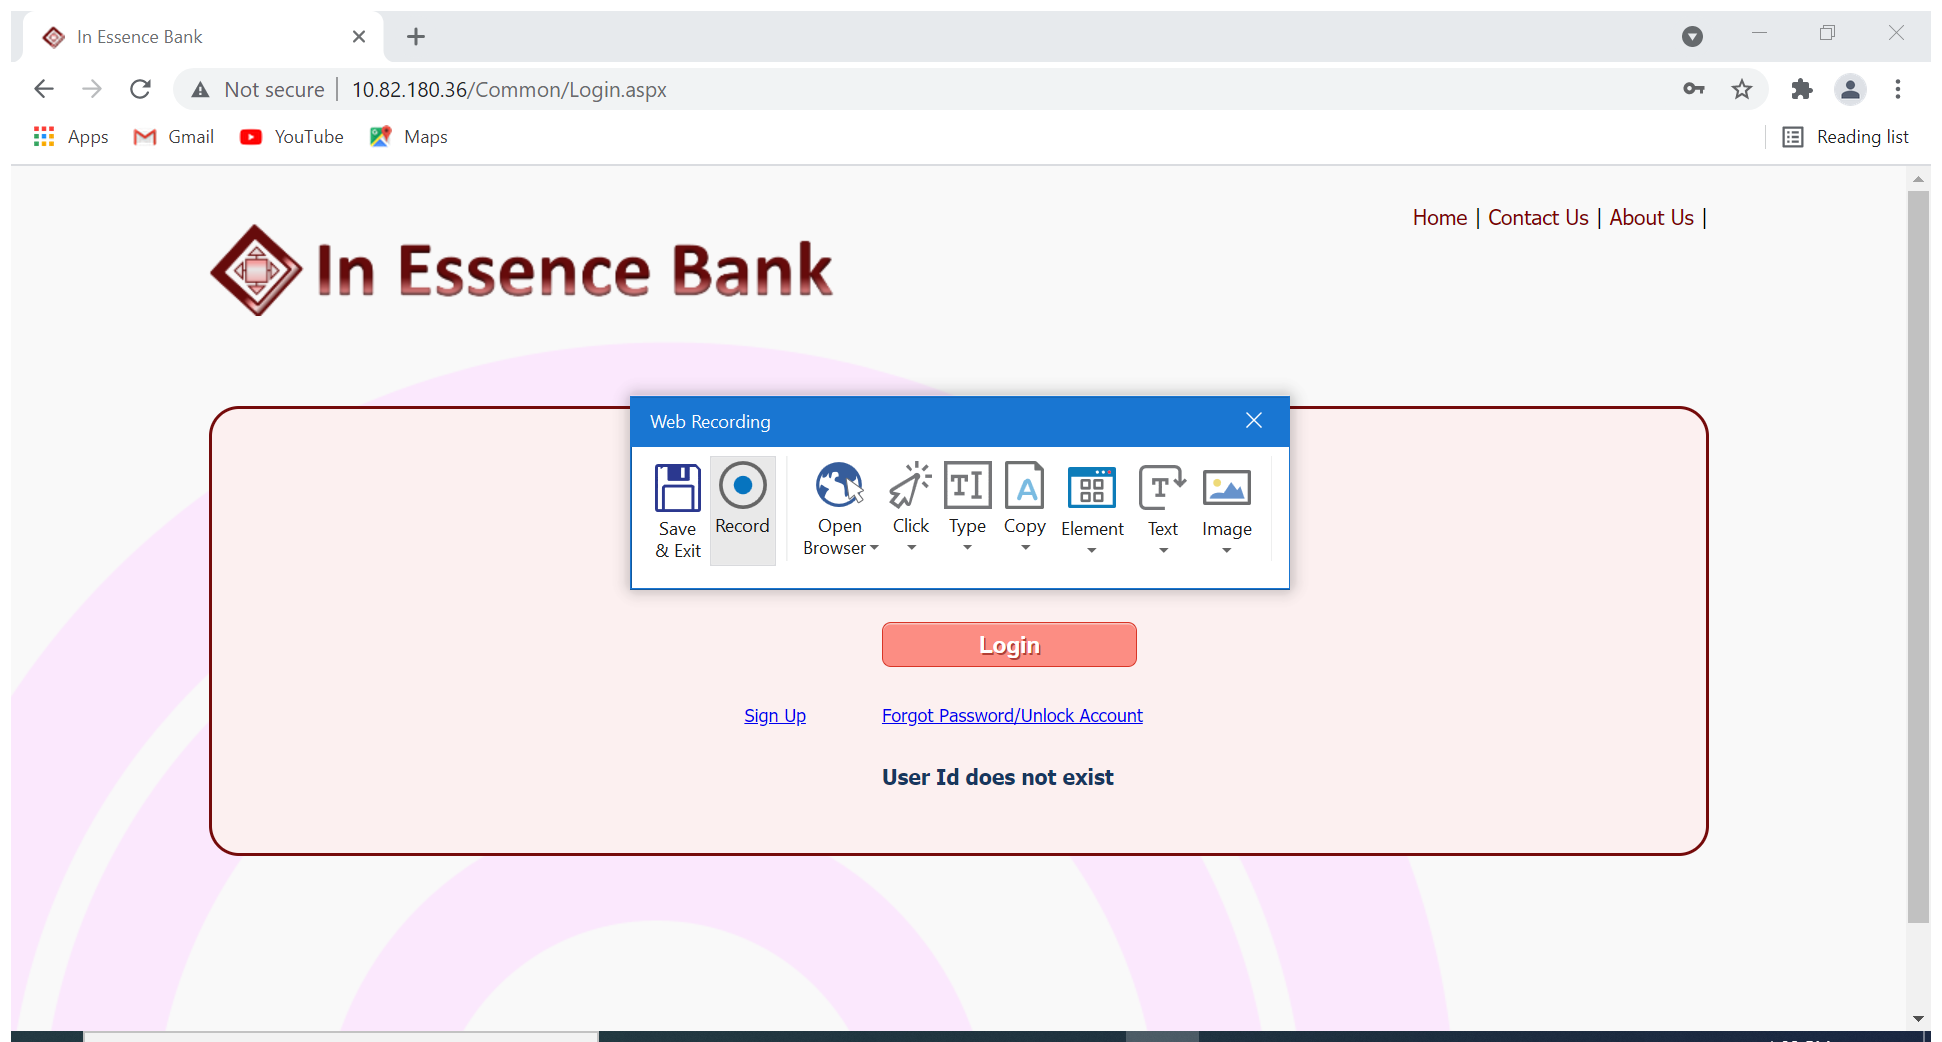 In Essence Bank
Not secure | 10.82.180.36/Common/Login.aspx
Apps Gmail YouTube Maps Reading list
Home | Contact Us | About Us |
In Essence Bank
Web Recording
Save & Exit
Record
Open Browser
Click
Type
Copy
Element
Text
Image
Login
Sign Up Forgot Password/Unlock Account
User Id does not exist